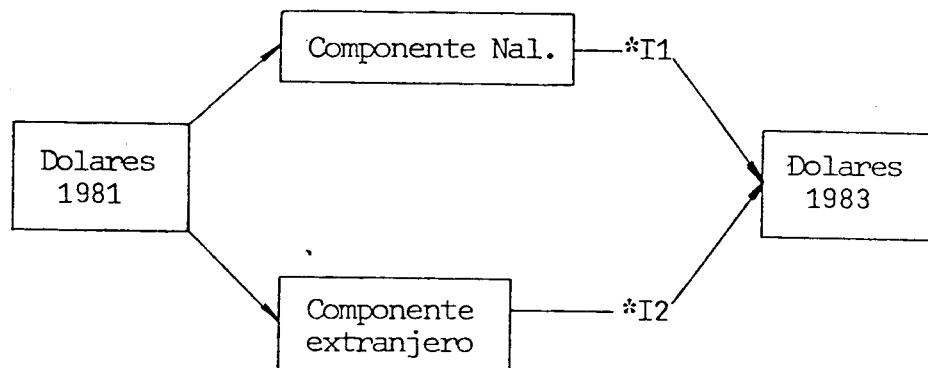 Componente Nal.
*I1
Dolares
1981
Dolares
1983
Componente
extranjero
*I2